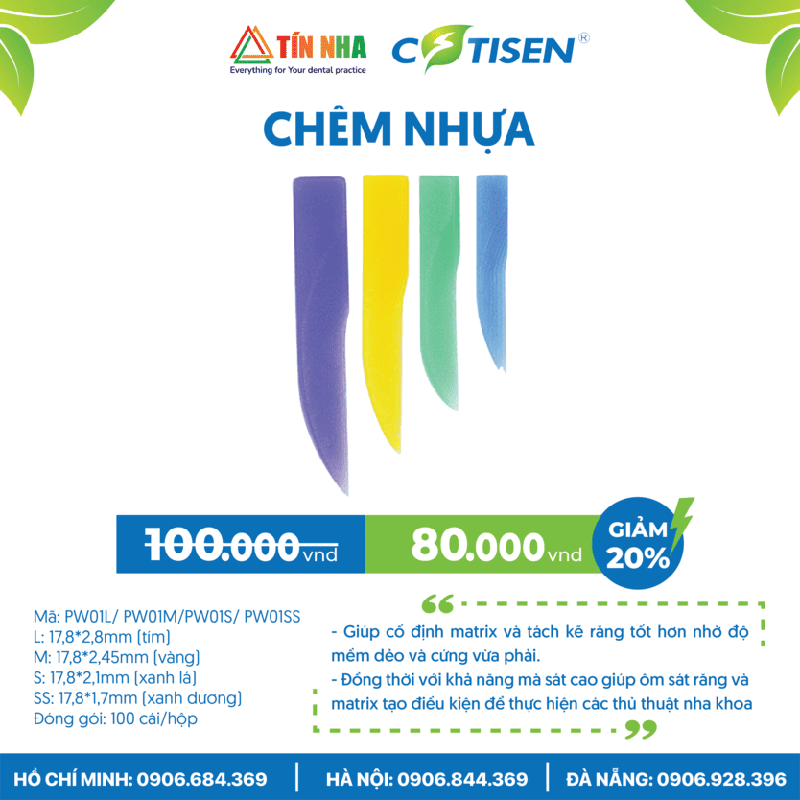 TÍN NHA
Everything for Your dental practice
COTISEN®
CHÊM NHỰA
100.000 vnd
80.000 vnd
GIẢM
20%
Mã: PW01L/ PW01M/PW01S/ PW01SS
L: 17,8*2,8mm (tím)
M: 17,8*2,45mm (vàng)
S: 17,8*2,1mm (xanh lá)
SS: 17,8*1,7mm (xanh dương)
Đóng gói: 100 cái/hộp
- Giúp cố định matrix và tách kẽ răng tốt hơn nhờ độ
mềm dẻo và cứng vừa phải.
- Đồng thời với khả năng mà sát cao giúp ôm sát răng và
matrix tạo điều kiện để thực hiện các thủ thuật nha khoa
HỒ CHÍ MINH: 0906.684.369 | HÀ NỘI: 0906.844.369 | ĐÀ NẴNG: 0906.928.396